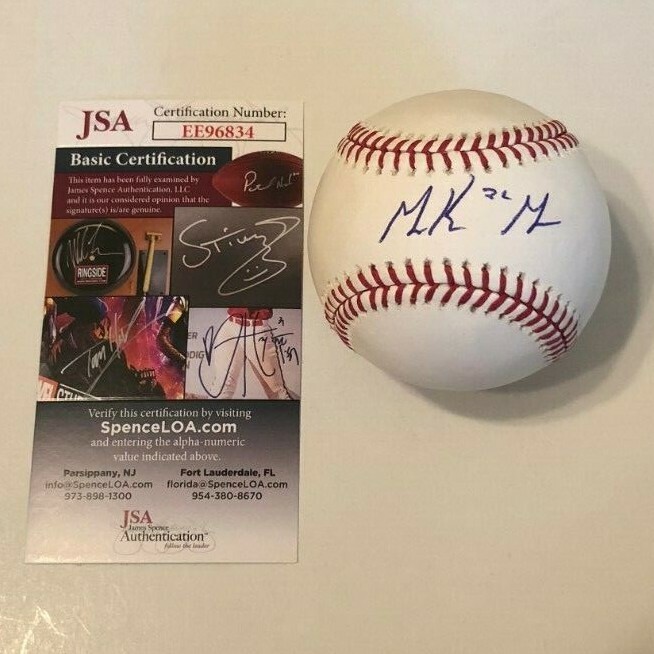 JSA
Certification Number:
EE96834
Basic Certification
This item has been fully examined by
James Spence Authentication, LLC
and it is our considered opinion that the
signature(s) is/are genuine.
RINGSIDE
Verify this certification by visiting
SpenceLOA.com
and entering the alpha-numeric
value indicated above.
Parsippany, NJ
info@SpenceLOA.com
973-898-1300
Fort Lauderdale, FL
florida@SpenceLOA.com
954-380-8670
JSA
James Spence
Authentication
follow the leader